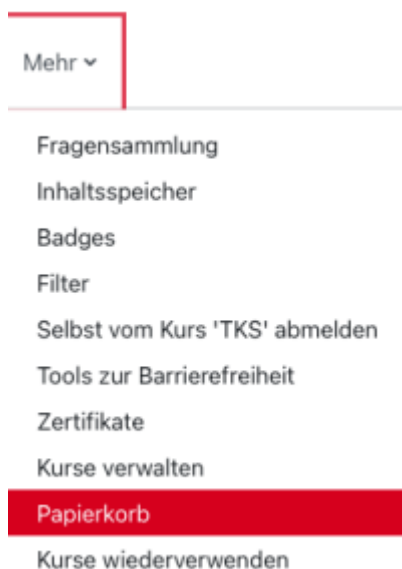 Mehr
Fragensammlung
Inhaltsspeicher
Badges
Filter
Selbst vom Kurs 'TKS' abmelden
Tools zur Barrierefreiheit
Zertifikate
Kurse verwalten
Papierkorb
Kurse wiederverwenden